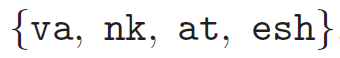 {va, nk, at, esh}